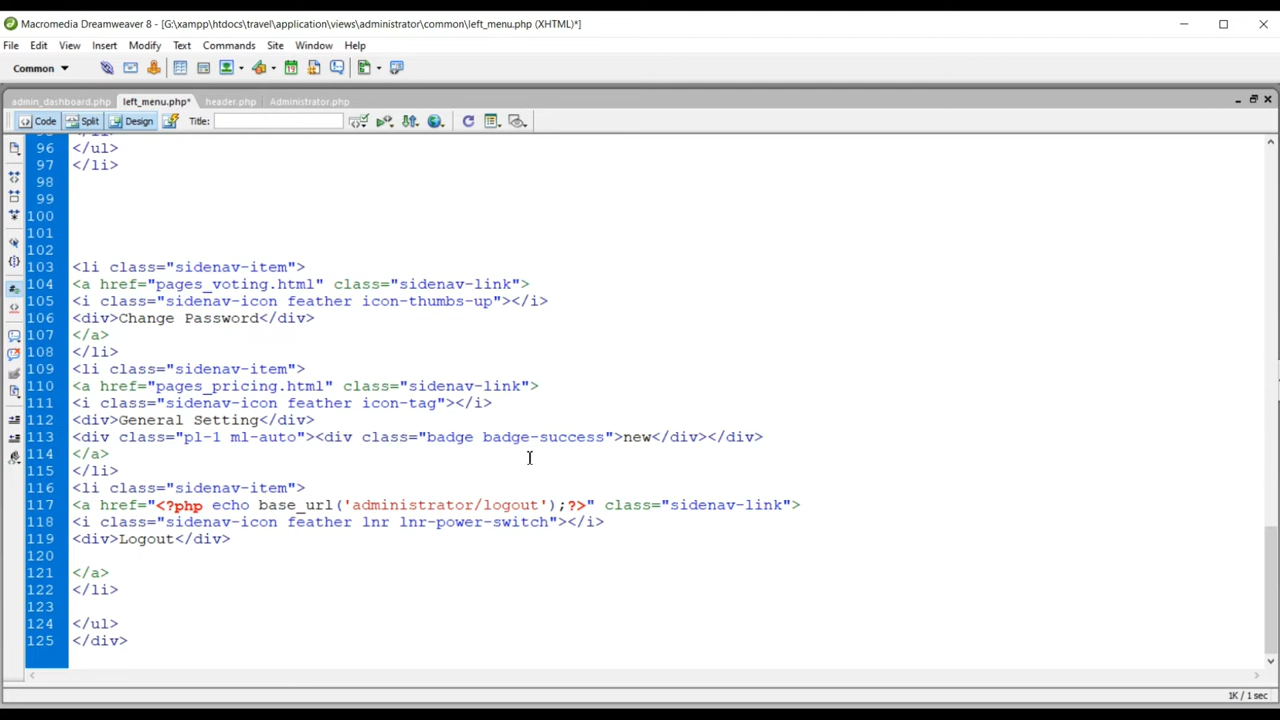 Macromedia Dreamweaver 8 - [G:\xampp\htdocs\travel\application\views\administrator\common\left_menu.php (XHTML)*]
File Edit View Insert Modify Text Commands Site Window Help
Common
admin_dashboard.php left_menu.php* header.php Administrator.php
Code Split Design Title:
96 </ul>
97 </li>
98
99
100
101
102
103 <li class="sidenav-item">
104 <a href="pages_voting.html" class="sidenav-link">
105 <i class="sidenav-icon feather icon-thumbs-up"></i>
106 <div>Change Password</div>
107 </a>
108 </li>
109 <li class="sidenav-item">
110 <a href="pages_pricing.html" class="sidenav-link">
111 <i class="sidenav-icon feather icon-tag"></i>
112 <div>General Setting</div>
113 <div class="pl-1 ml-auto"><div class="badge badge-success">new</div></div>
114 </a>
115 </li>
116 <li class="sidenav-item">
117 <a href="<?php echo base_url('administrator/logout');?>" class="sidenav-link">
118 <i class="sidenav-icon feather lnr lnr-power-switch"></i>
119 <div>Logout</div>
120
121 </a>
122 </li>
123
124 </ul>
125 </div>
1K / 1 sec